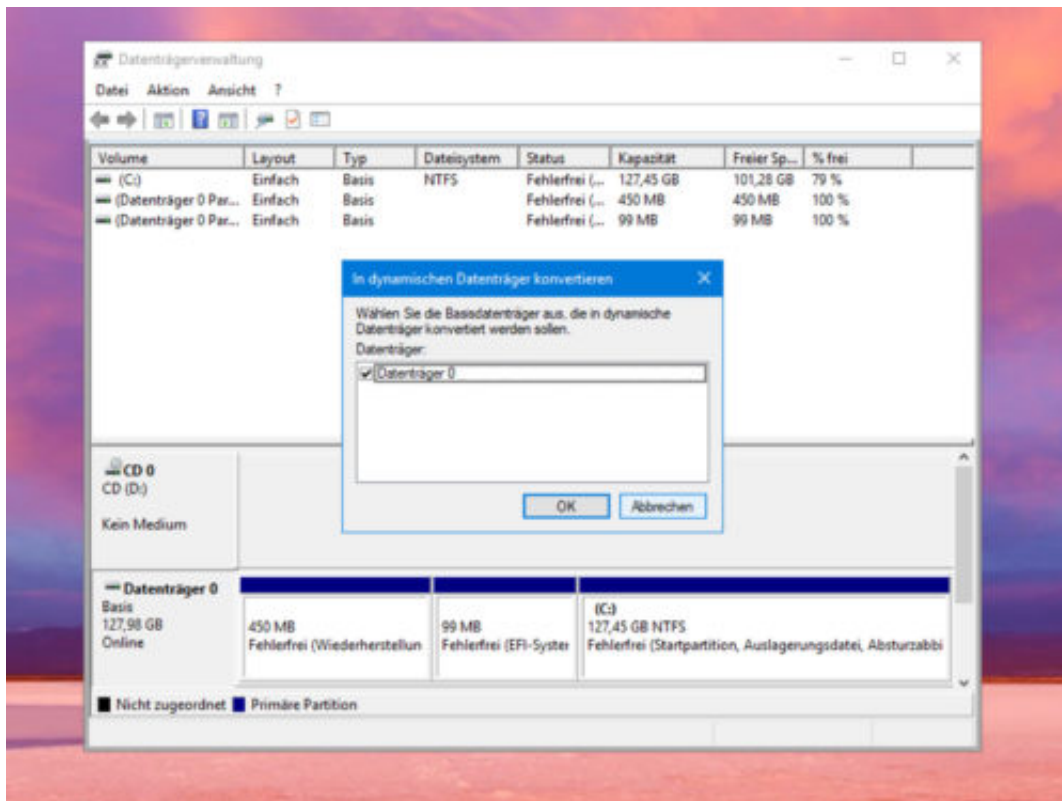 Datenträgerverwaltung
Datei Aktion Ansicht ?
Volume Layout Typ Dateisystem Status Kapazität Freier Sp... % frei
(C:) Einfach Basis NTFS Fehlerfrei (... 127,45 GB 101,28 GB 79 %
(Datenträger 0 Par... Einfach Basis Fehlerfrei (... 450 MB 450 MB 100 %
(Datenträger 0 Par... Einfach Basis Fehlerfrei (... 99 MB 99 MB 100 %
In dynamischen Datenträger konvertieren
Wählen Sie die Basisdatenträger aus, die in dynamische
Datenträger konvertiert werden sollen.
Datenträger:
Datenträger 0
OK Abbrechen
CD 0
CD (D:)
Kein Medium
Datenträger 0
Basis
127,98 GB
Online
450 MB
Fehlerfrei (Wiederherstellun
99 MB
Fehlerfrei (EFI-Syster
(C:)
127,45 GB NTFS
Fehlerfrei (Startpartition, Auslagerungsdatei, Absturzabbi
Nicht zugeordnet Primäre Partition